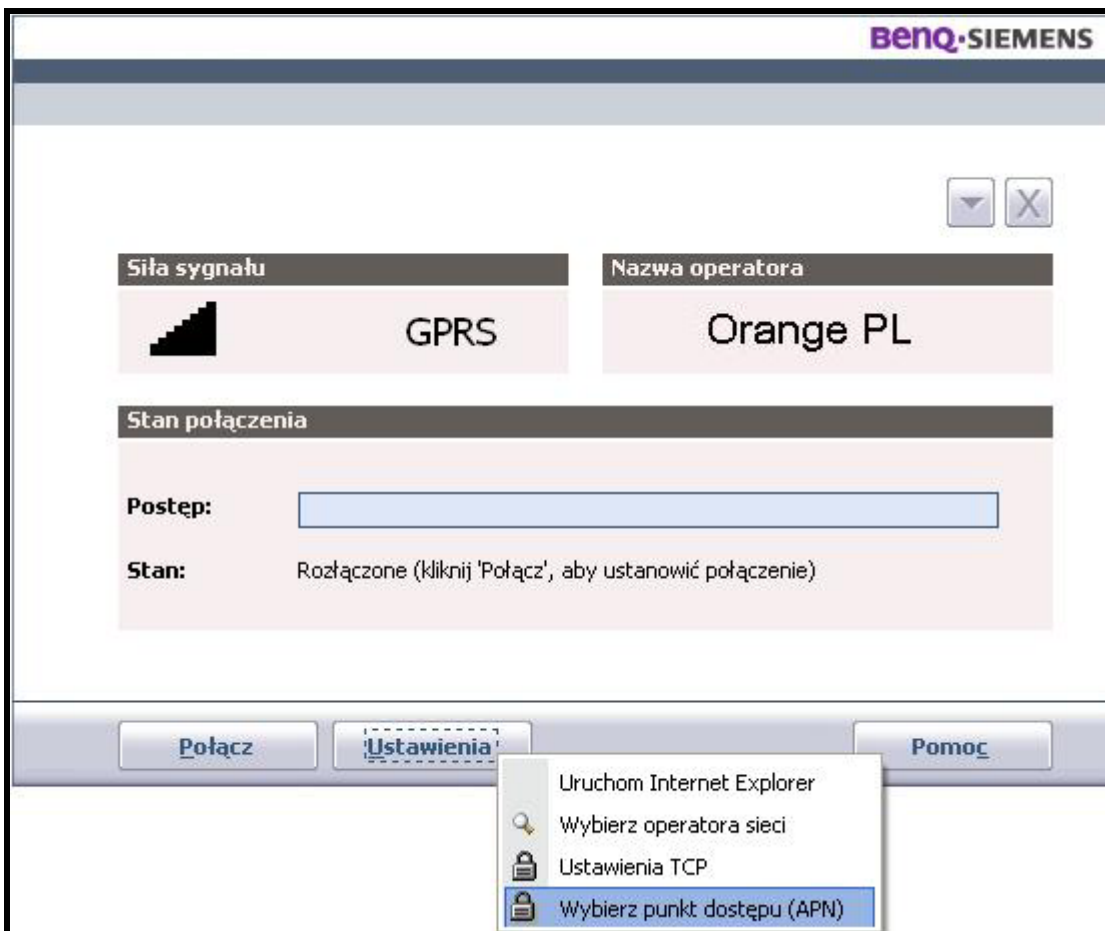 BENQ·SIEMENS
X
Siła sygnału
Nazwa operatora
GPRS
Orange PL
Stan połączenia
Postęp:
Stan: Rozłączone (kliknij 'Połącz', aby ustanowić połączenie)
Połącz
Ustawienia
Pomoc
Uruchom Internet Explorer
Wybierz operatora sieci
Ustawienia TCP
Wybierz punkt dostępu (APN)